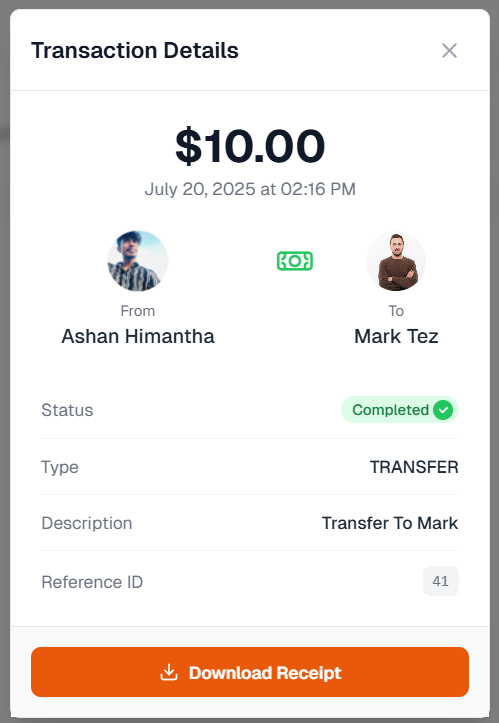 Transaction Details
$10.00
July 20, 2025 at 02:16 PM
From To
Ashan Himantha Mark Tez
Status Completed
Type TRANSFER
Description Transfer To Mark
Reference ID 41
Download Receipt